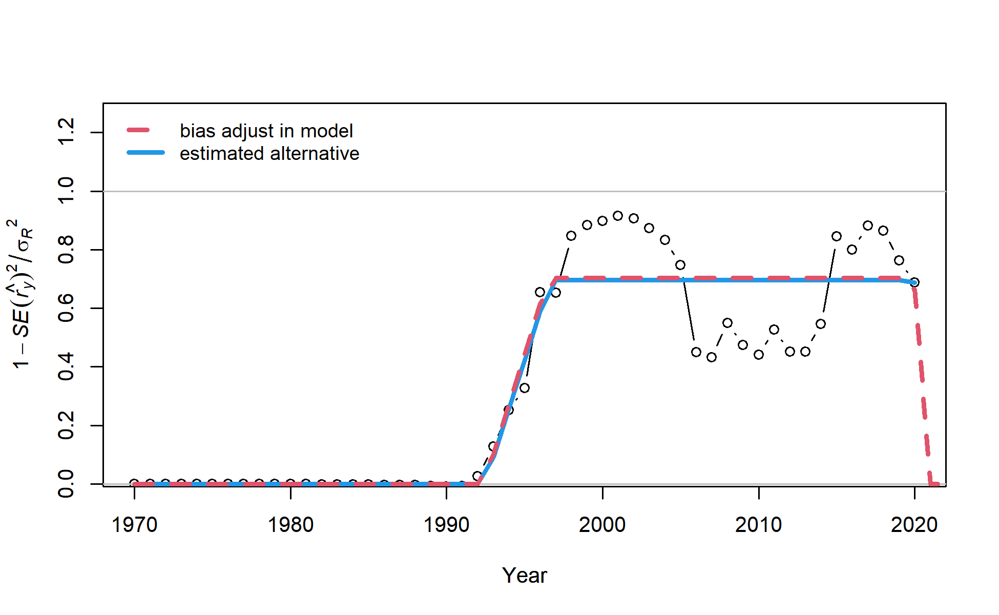 bias adjust in model
estimated alternative
1 − SE(r̂y)²/σR²
1.2
1.0
0.8
0.6
0.4
0.2
0.0
1970 1980 1990 2000 2010 2020
Year